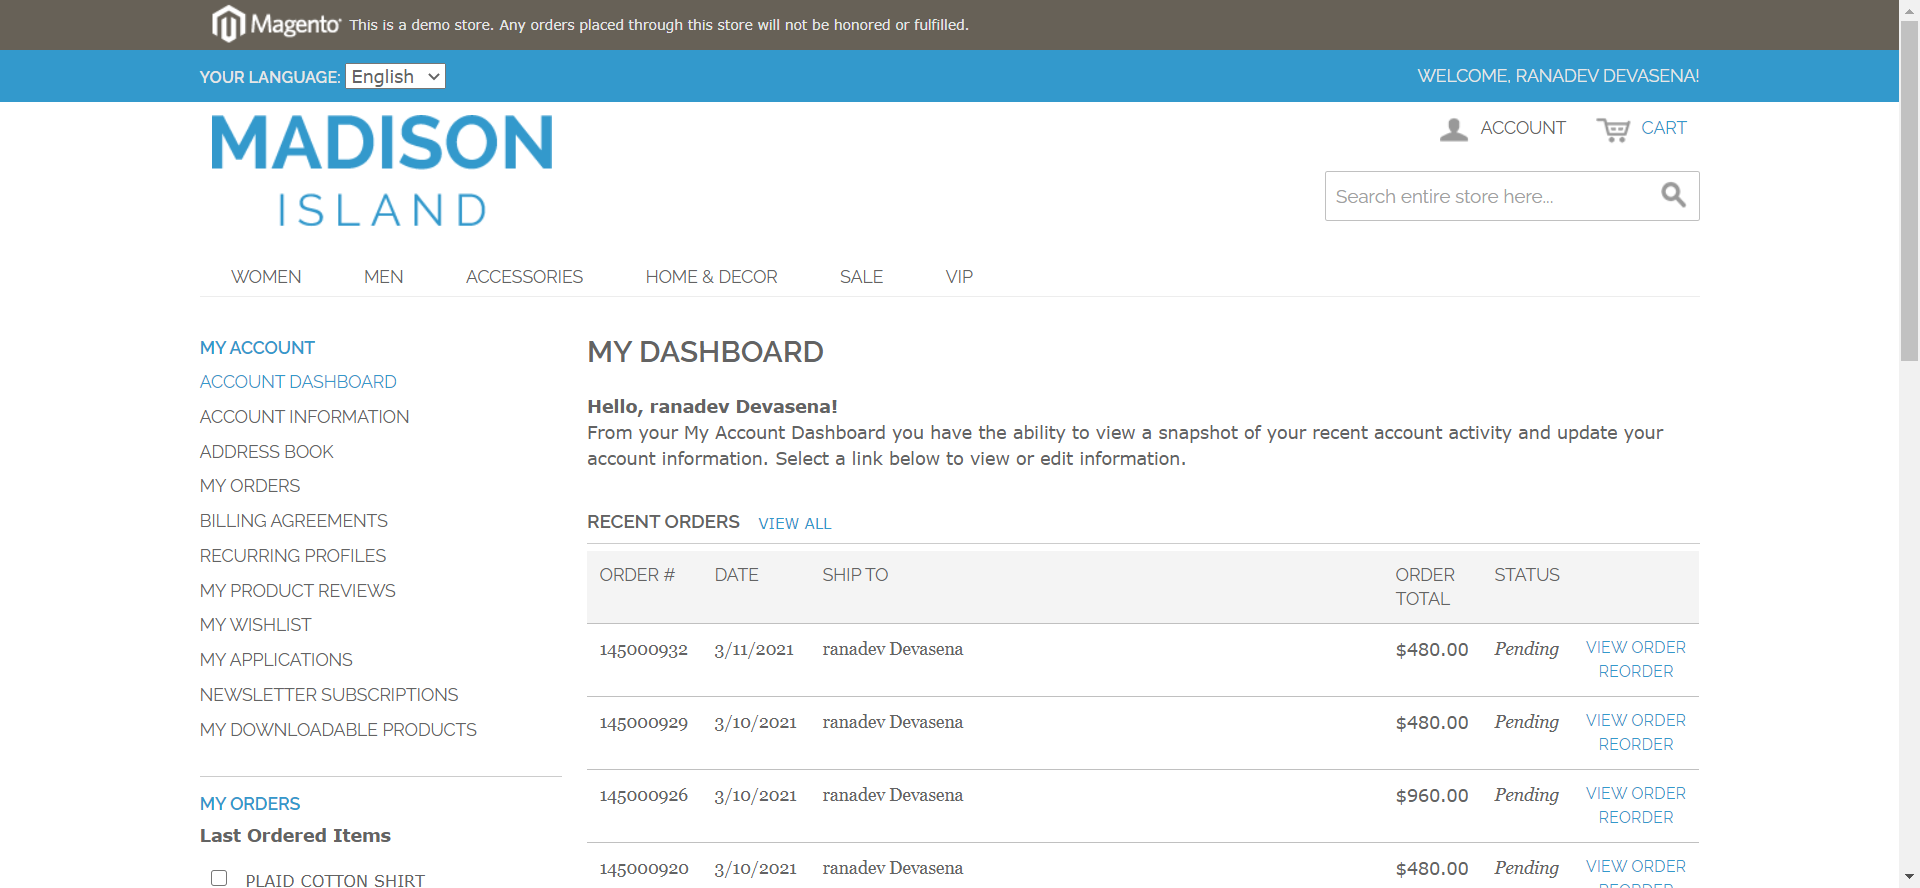 Magento This is a demo store. Any orders placed through this store will not be honored or fulfilled.
YOUR LANGUAGE: English
WELCOME, RANADEV DEVASENA!
MADISON
ISLAND
ACCOUNT CART
Search entire store here...
WOMEN MEN ACCESSORIES HOME & DECOR SALE VIP
MY ACCOUNT
ACCOUNT DASHBOARD
ACCOUNT INFORMATION
ADDRESS BOOK
MY ORDERS
BILLING AGREEMENTS
RECURRING PROFILES
MY PRODUCT REVIEWS
MY WISHLIST
MY APPLICATIONS
NEWSLETTER SUBSCRIPTIONS
MY DOWNLOADABLE PRODUCTS
MY ORDERS
Last Ordered Items
PLAID COTTON SHIRT
MY DASHBOARD
Hello, ranadev Devasena!
From your My Account Dashboard you have the ability to view a snapshot of your recent account activity and update your
account information. Select a link below to view or edit information.
RECENT ORDERS VIEW ALL
ORDER # DATE SHIP TO ORDER TOTAL STATUS
145000932 3/11/2021 ranadev Devasena $480.00 Pending VIEW ORDER
REORDER
145000929 3/10/2021 ranadev Devasena $480.00 Pending VIEW ORDER
REORDER
145000926 3/10/2021 ranadev Devasena $960.00 Pending VIEW ORDER
REORDER
145000920 3/10/2021 ranadev Devasena $480.00 Pending VIEW ORDER